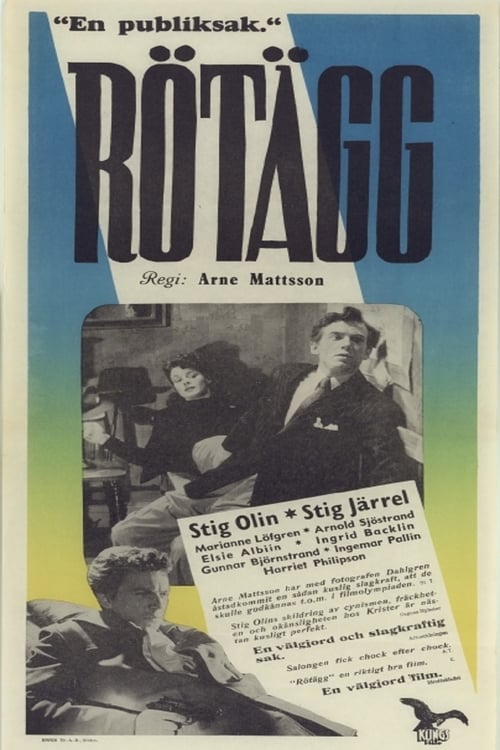 "En publiksak."
RÖTÄGG
Regi: Arne Mattsson
Stig Olin * Stig Järrel
Marianne Löfgren * Arnold Sjöstrand
Elsie Albiin * Ingrid Backlin
Gunnar Björnstrand * Ingemar Pallin
Harriet Philipson
Arne Mattsson har med fotografen Dahlgren
åstadkommit en sådan kuslig slagkraft, att de
skulle godkännas t.o.m. i filmolympiaden.
Stig Olins skildring av cynismen, fräckhet-
en och okänsligheten hos Krister är näs-
tan kusligt perfekt.
En välgjord och slagkraftig
sak.
Salongen fick chock efter chock.
"Rötägg" en riktigt bra film.
En välgjord film.
KUNGS